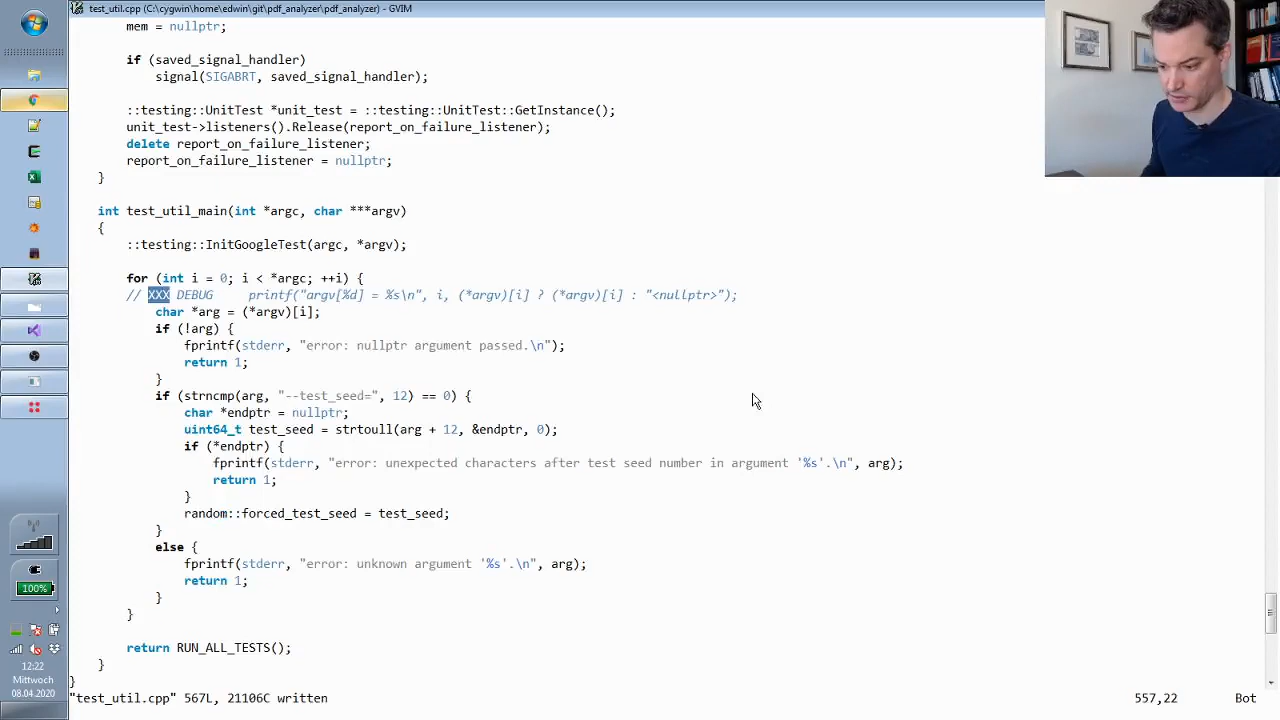 test_util.cpp (C:\cygwin\home\edwin\git\pdf_analyzer\pdf_analyzer) - GVIM
mem = nullptr;
if (saved_signal_handler)
signal(SIGABRT, saved_signal_handler);
::testing::UnitTest *unit_test = ::testing::UnitTest::GetInstance();
unit_test->listeners().Release(report_on_failure_listener);
delete report_on_failure_listener;
report_on_failure_listener = nullptr;
}
int test_util_main(int *argc, char ***argv)
{
::testing::InitGoogleTest(argc, *argv);
for (int i = 0; i < *argc; ++i) {
// XXX DEBUG     printf("argv[%d] = %s\n", i, (*argv)[i] ? (*argv)[i] : "<nullptr>");
char *arg = (*argv)[i];
if (!arg) {
fprintf(stderr, "error: nullptr argument passed.\n");
return 1;
}
if (strncmp(arg, "--test_seed=", 12) == 0) {
char *endptr = nullptr;
uint64_t test_seed = strtoull(arg + 12, &endptr, 0);
if (*endptr) {
fprintf(stderr, "error: unexpected characters after test seed number in argument '%s'.\n", arg);
return 1;
}
random::forced_test_seed = test_seed;
}
else {
fprintf(stderr, "error: unknown argument '%s'.\n", arg);
return 1;
}
}
return RUN_ALL_TESTS();
}
}
"test_util.cpp" 567L, 21106C written
557,22
Bot
100%
12:22
Mittwoch
08.04.2020